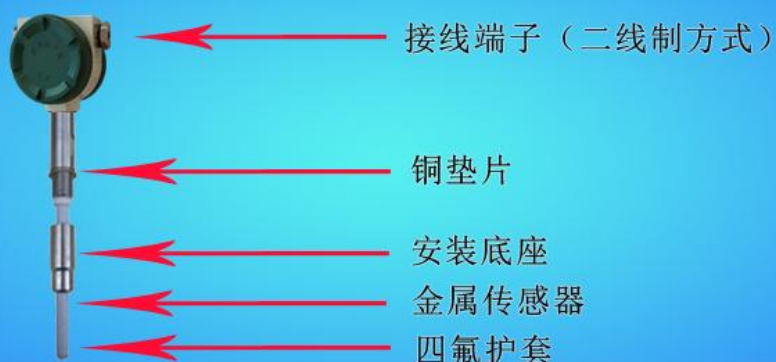 接线端子（二线制方式）
铜垫片
安装底座
金属传感器
四氟护套